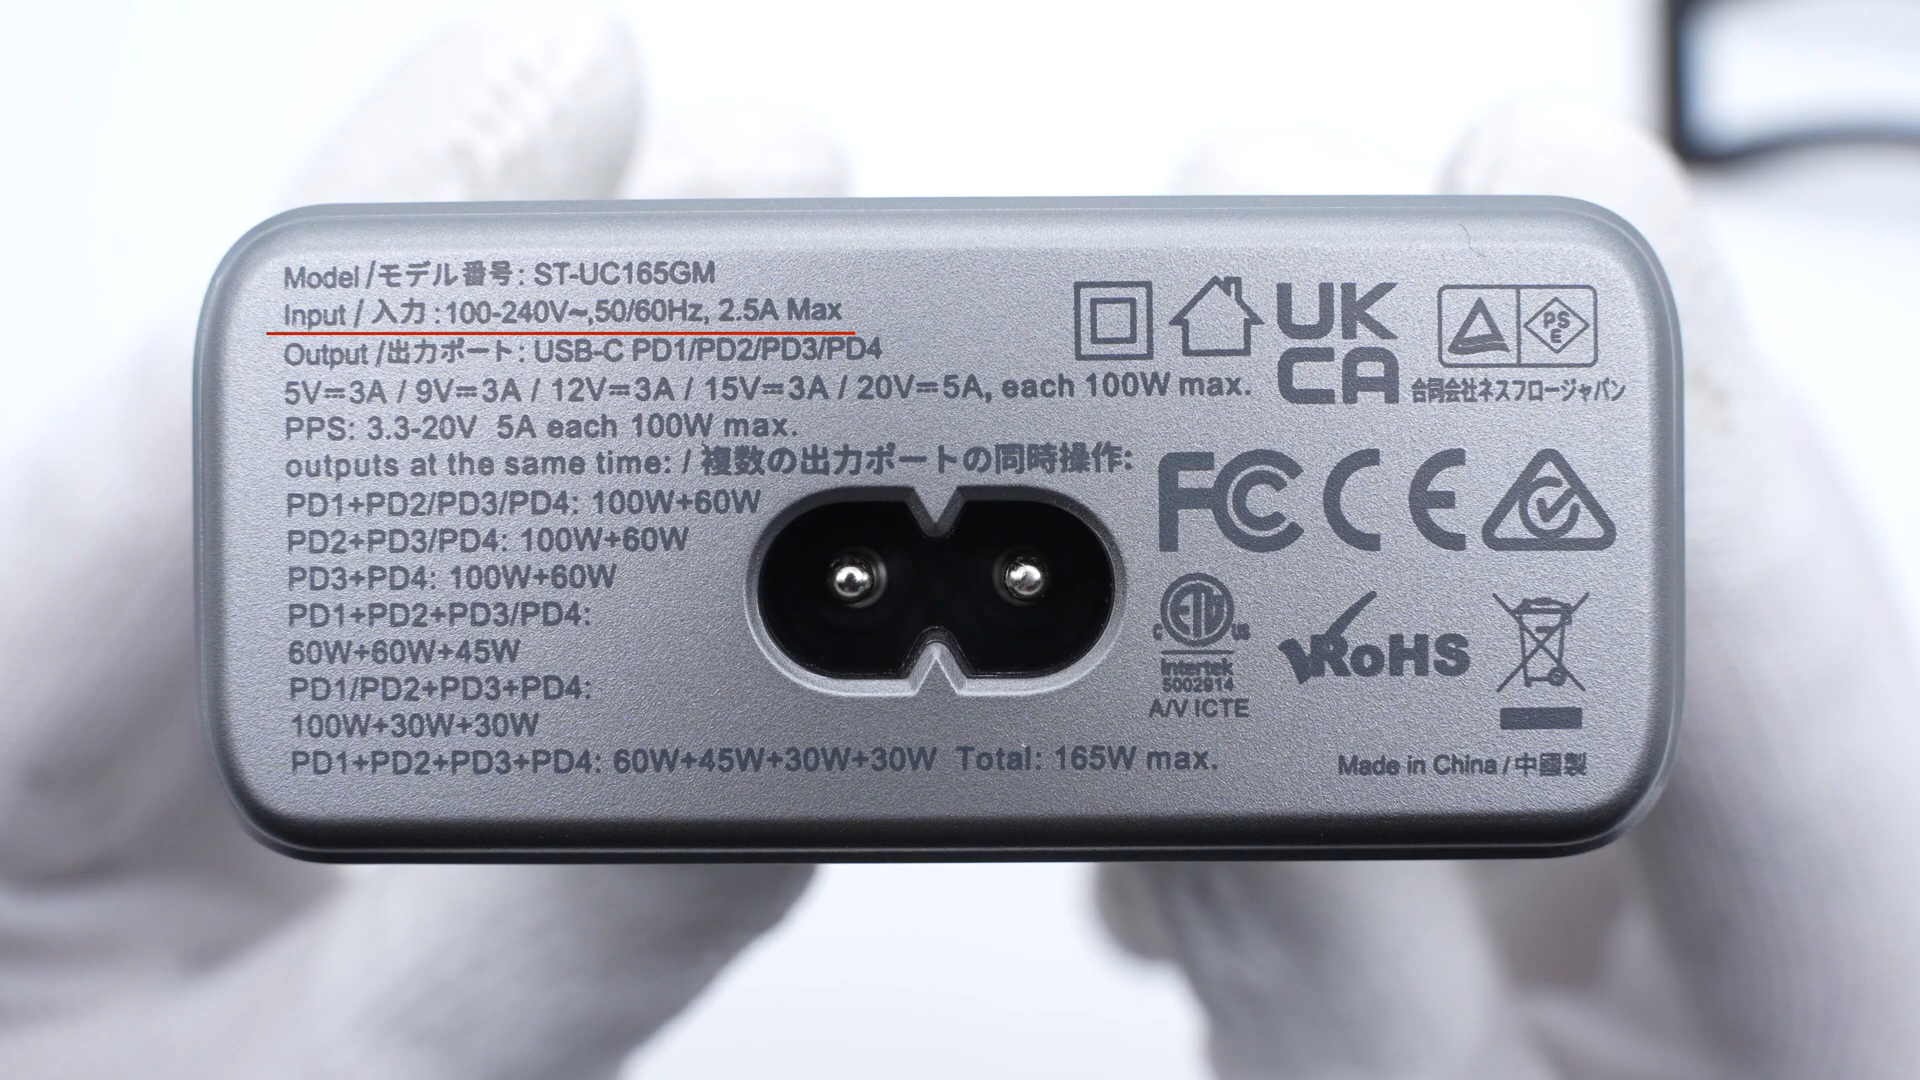 Model /モデル番号: ST-UC165GM
Input / 入力 :100-240V~,50/60Hz, 2.5A Max
Output /出力ポート: USB-C PD1/PD2/PD3/PD4
5V⎓3A / 9V⎓3A / 12V⎓3A / 15V⎓3A / 20V⎓5A, each 100W max.
PPS: 3.3-20V 5A each 100W max.
outputs at the same time: / 複数の出力ポートの同時操作:
PD1+PD2/PD3/PD4: 100W+60W
PD2+PD3/PD4: 100W+60W
PD3+PD4: 100W+60W
PD1+PD2+PD3/PD4:
60W+60W+45W
PD1/PD2+PD3+PD4:
100W+30W+30W
PD1+PD2+PD3+PD4: 60W+45W+30W+30W Total: 165W max.
UK
CA
PS
E
合同会社ネスフロージャパン
FC CE
ETL
C US
Intertek
5002914
A/V ICTE
RoHS
Made in China / 中國製